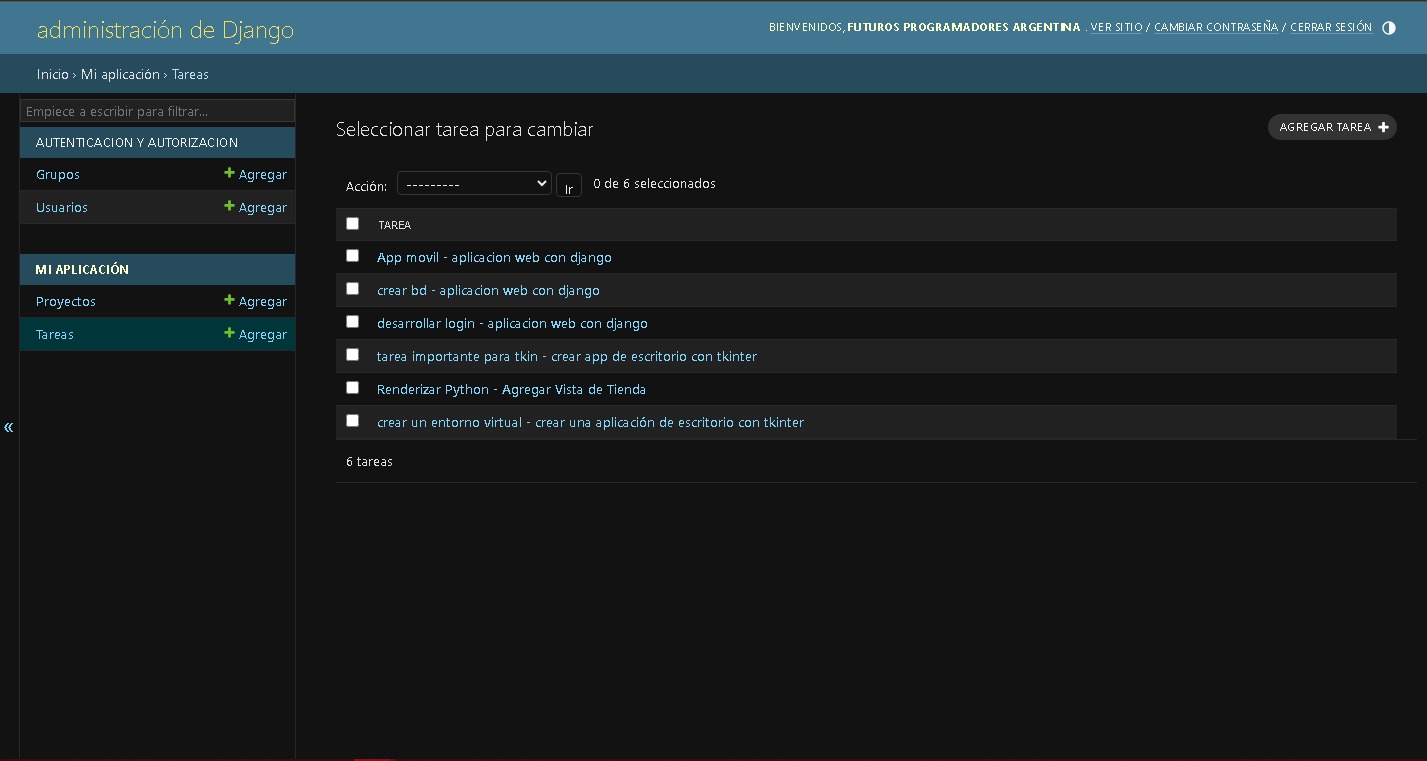 administración de Django
BIENVENIDOS, FUTUROS PROGRAMADORES ARGENTINA . VER SITIO / CAMBIAR CONTRASEÑA / CERRAR SESIÓN
Inicio › Mi aplicación › Tareas
Empiece a escribir para filtrar...
AUTENTICACION Y AUTORIZACION
Grupos + Agregar
Usuarios + Agregar
MI APLICACIÓN
Proyectos + Agregar
Tareas + Agregar
«
Seleccionar tarea para cambiar
AGREGAR TAREA +
Acción: --------- Ir 0 de 6 seleccionados
TAREA
App movil - aplicacion web con django
crear bd - aplicacion web con django
desarrollar login - aplicacion web con django
tarea importante para tkin - crear app de escritorio con tkinter
Renderizar Python - Agregar Vista de Tienda
crear un entorno virtual - crear una aplicación de escritorio con tkinter
6 tareas